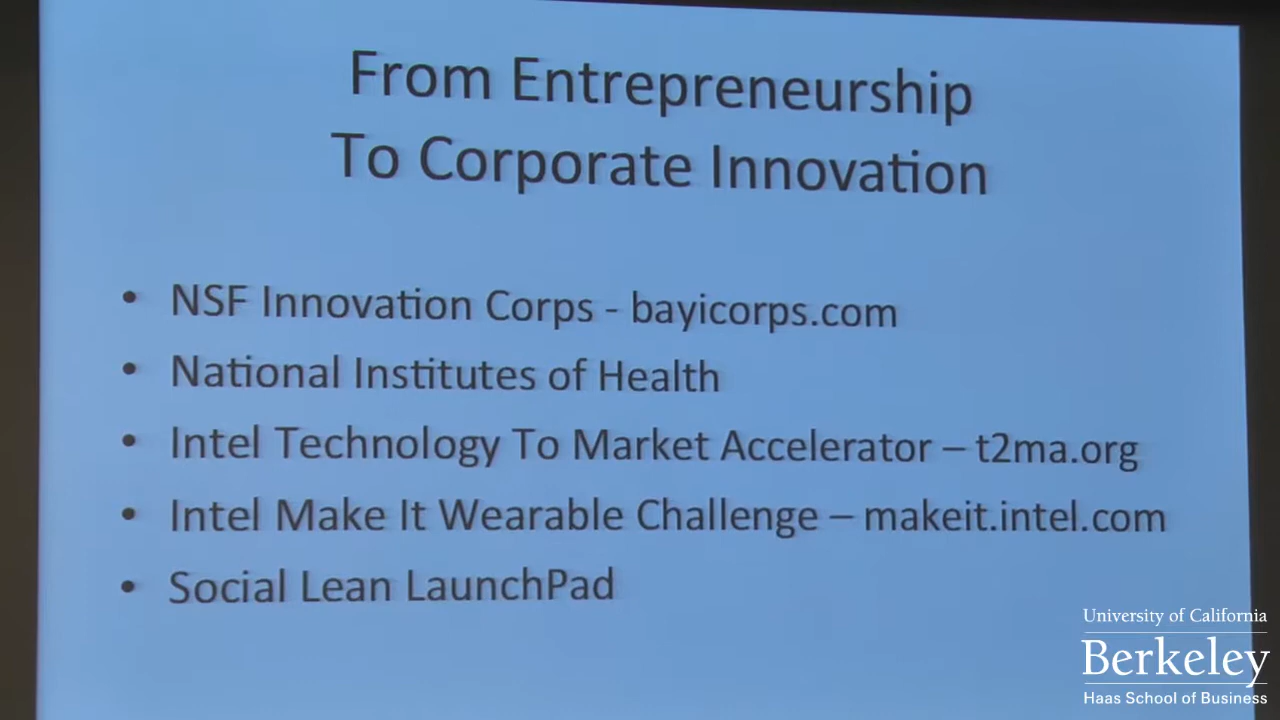 From Entrepreneurship
To Corporate Innovation
• NSF Innovation Corps - bayicorps.com
• National Institutes of Health
• Intel Technology To Market Accelerator – t2ma.org
• Intel Make It Wearable Challenge – makeit.intel.com
• Social Lean LaunchPad
University of California
Berkeley
Haas School of Business